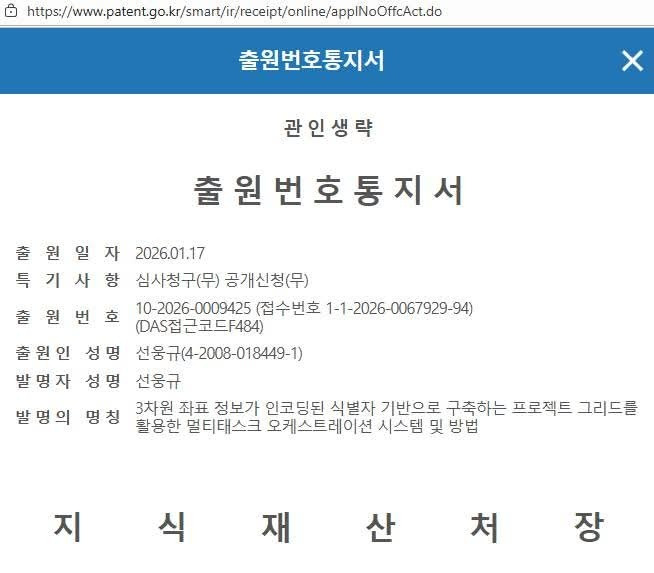 https://www.patent.go.kr/smart/ir/receipt/online/applNoOffcAct.do
출원번호통지서
관 인 생 략
출 원 번 호 통 지 서
출 원 일 자 2026.01.17
특 기 사 항 심사청구(무) 공개신청(무)
출 원 번 호 10-2026-0009425 (접수번호 1-1-2026-0067929-94)
(DAS접근코드F484)
출원인 성명 선웅규(4-2008-018449-1)
발명자 성명 선웅규
발명의 명칭 3차원 좌표 정보가 인코딩된 식별자 기반으로 구축하는 프로젝트 그리드를
활용한 멀티태스크 오케스트레이션 시스템 및 방법
지 식 재 산 처 장